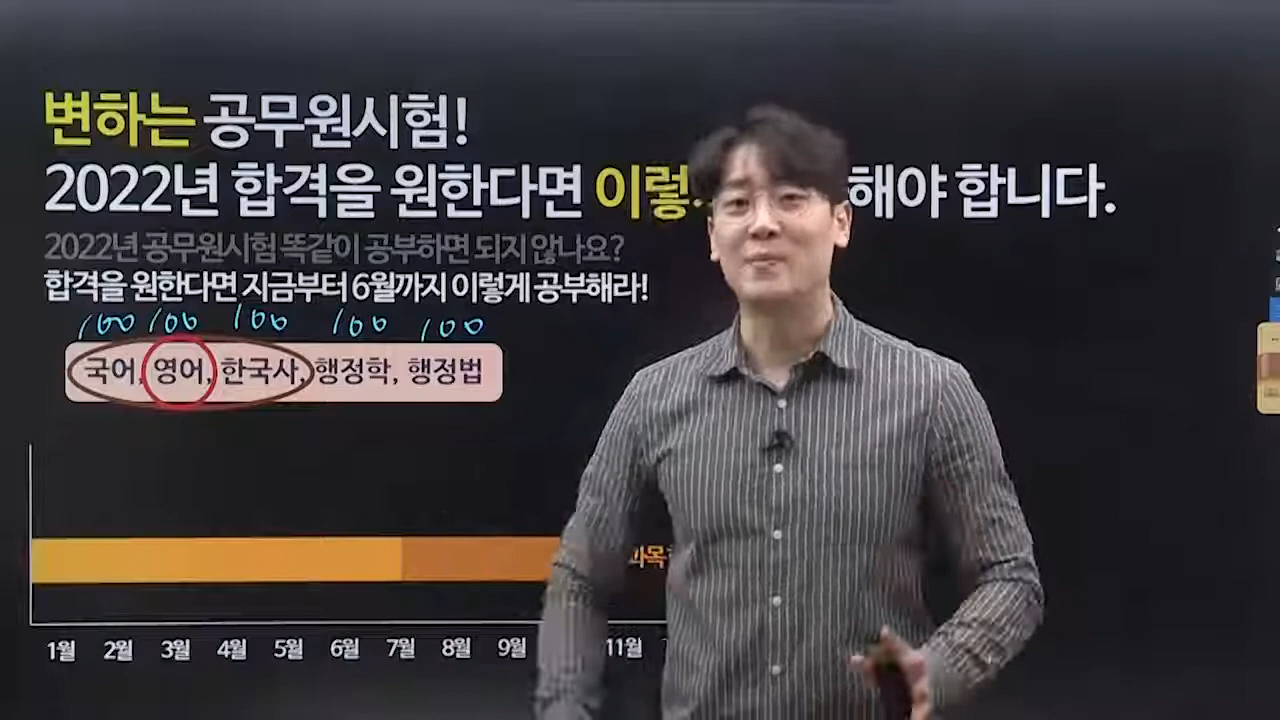 변하는 공무원시험!
2022년 합격을 원한다면 이렇 해야 합니다.
2022년 공무원시험 똑같이 공부하면 되지 않나요?
합격을 원한다면 지금부터 6월까지 이렇게 공부해라!
100 100 100 100 100
국어, 영어, 한국사, 행정학, 행정법
과목
1월 2월 3월 4월 5월 6월 7월 8월 9월 11월